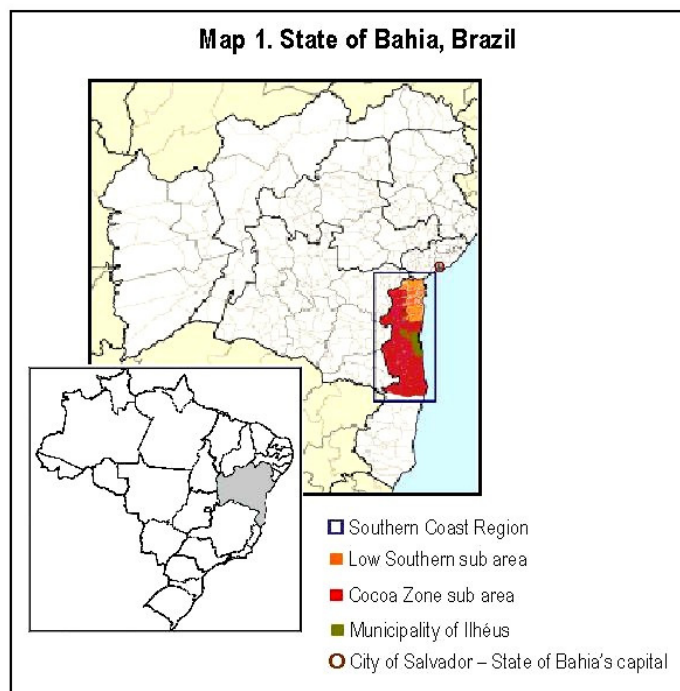 Map 1. State of Bahia, Brazil
Southern Coast Region
Low Southern sub area
Cocoa Zone sub area
Municipality of Ilhéus
City of Salvador – State of Bahia's capital